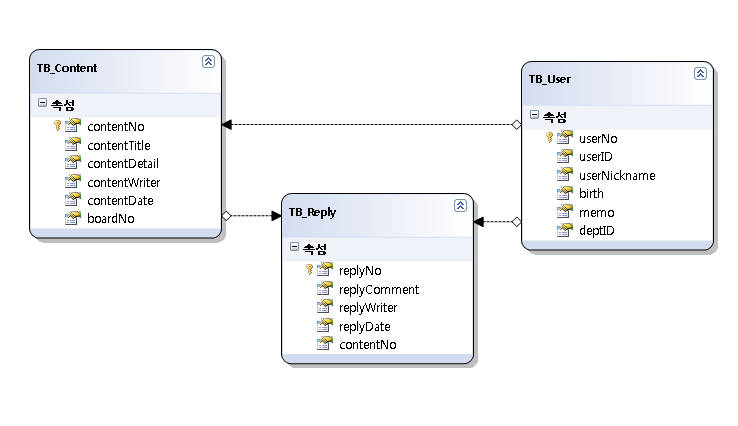 TB_Content
속성
contentNo
contentTitle
contentDetail
contentWriter
contentDate
boardNo
TB_Reply
속성
replyNo
replyComment
replyWriter
replyDate
contentNo
TB_User
속성
userNo
userID
userNickname
birth
memo
deptID